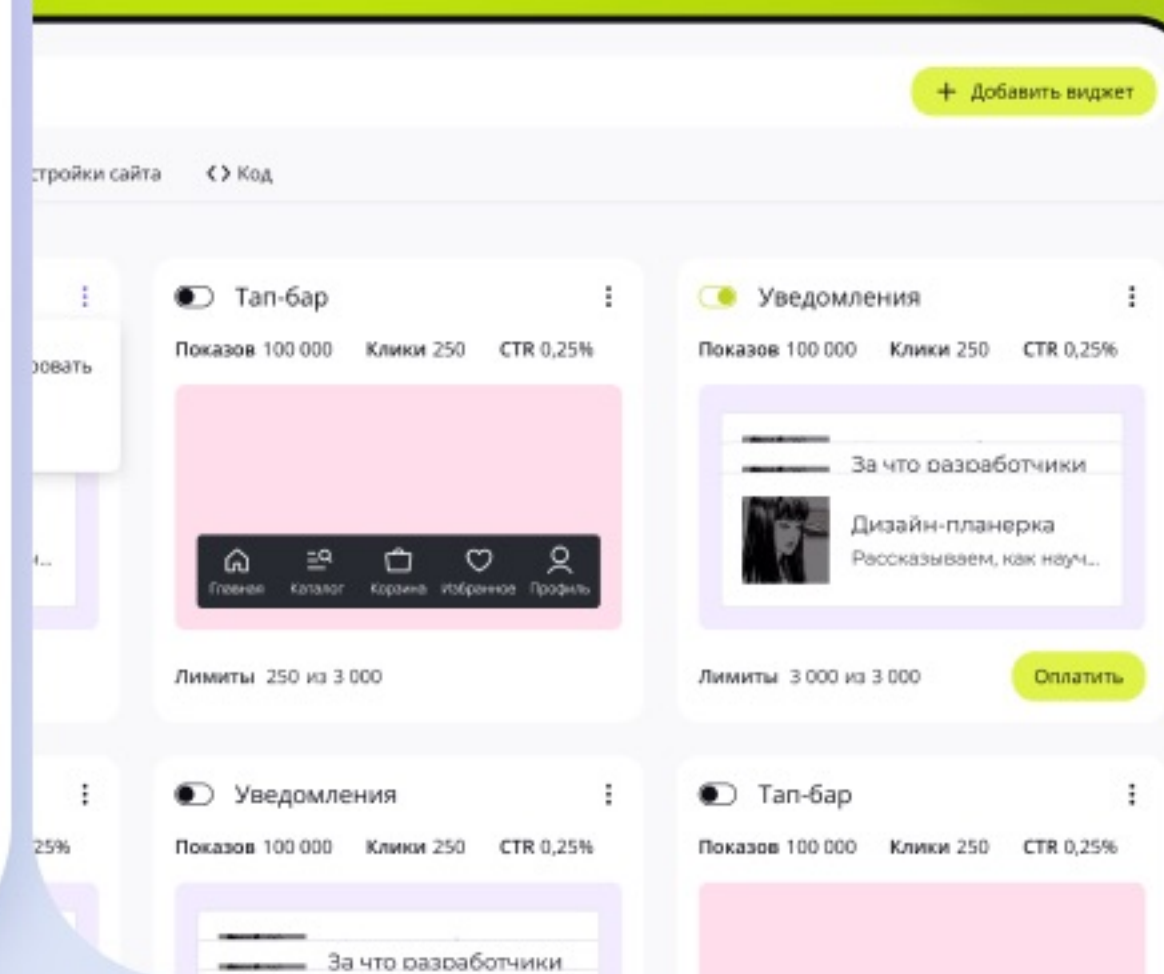 + Добавить виджет
стройки сайта <> Код
Тап-бар
Уведомления
Показов 100 000 Клики 250 CTR 0,25%
Показов 100 000 Клики 250 CTR 0,25%
ровать
За что разработчики
Дизайн-планерка
Рассказываем, как науч...
Главная Каталог Корзина Избранное Профиль
Лимиты 250 из 3 000
Лимиты 3 000 из 3 000
Оплатить
Уведомления
Тап-бар
25%
Показов 100 000 Клики 250 CTR 0,25%
Показов 100 000 Клики 250 CTR 0,25%
За что разработчики